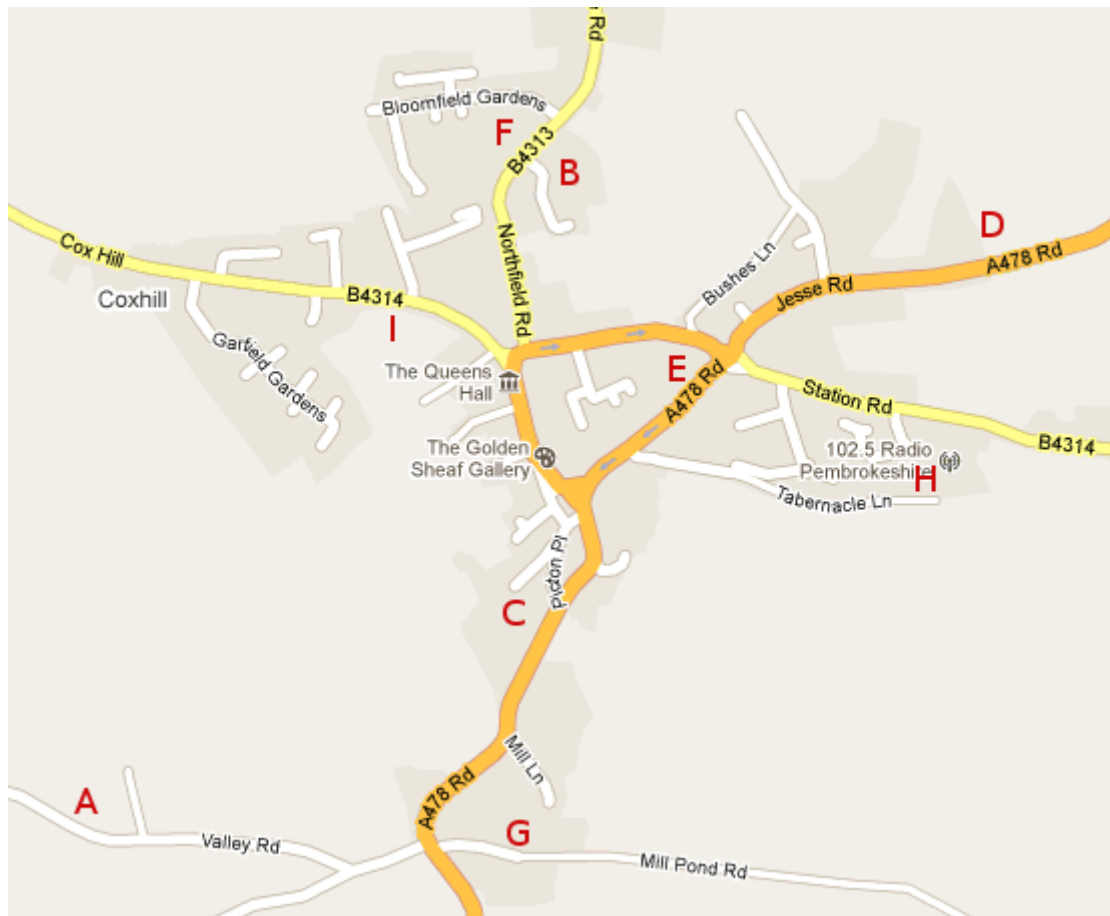 Rd
Bloomfield Gardens
F
B4313
B
D
Cox Hill
Northfield Rd
Bushes Ln
A478 Rd
Coxhill
B4314
Jesse Rd
I
Garfield Gardens
The Queens
Hall
E
A478 Rd
Station Rd
B4314
The Golden
Sheaf Gallery
102.5 Radio
Pembrokeshire
H
Tabernacle Ln
Picton Pl
C
Mill Ln
A
A478 Rd
G
Valley Rd
Mill Pond Rd